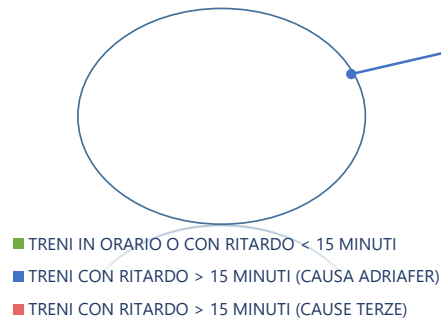 TRENI IN ORARIO O CON RITARDO < 15 MINUTI
TRENI CON RITARDO > 15 MINUTI (CAUSA ADRIAFER)
TRENI CON RITARDO > 15 MINUTI (CAUSE TERZE)